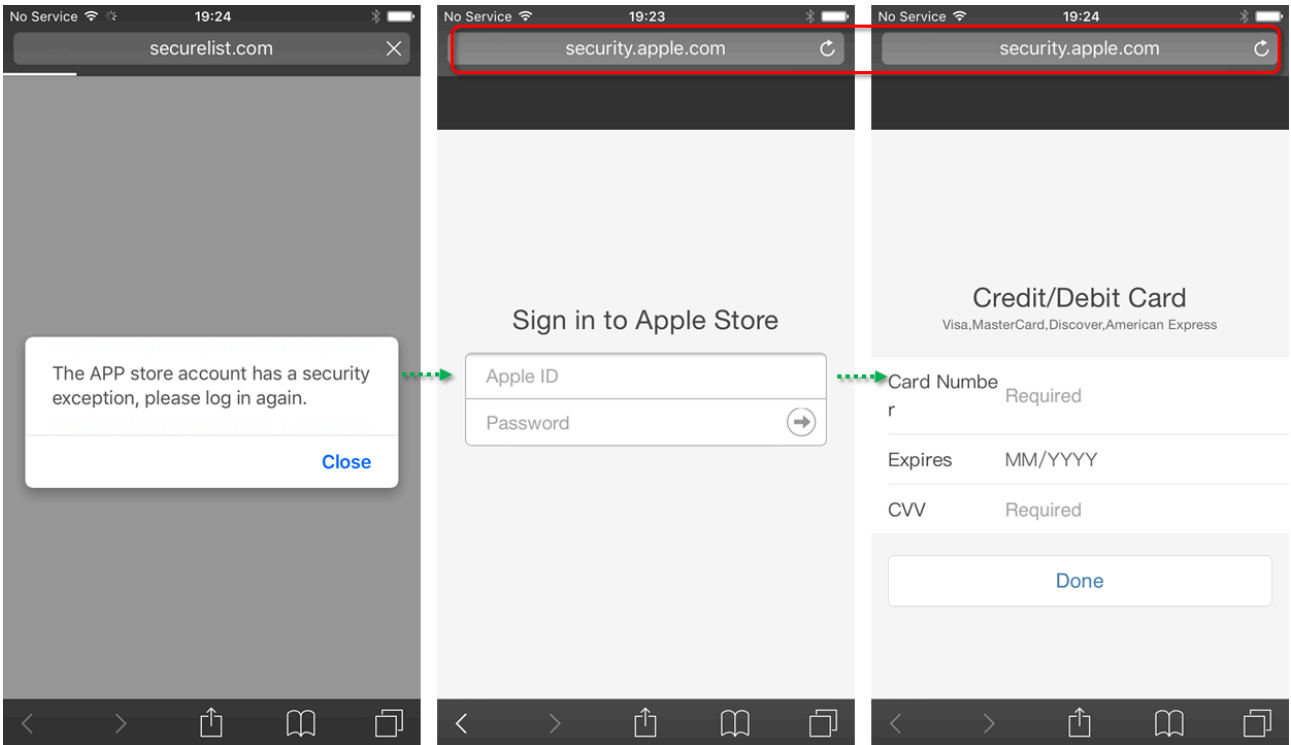 No Service 19:24
securelist.com
The APP store account has a security
exception, please log in again.
Close
No Service 19:23
security.apple.com
Sign in to Apple Store
Apple ID
Password
No Service 19:24
security.apple.com
Credit/Debit Card
Visa,MasterCard,Discover,American Express
Card Numbe
r
Required
Expires MM/YYYY
CVV Required
Done